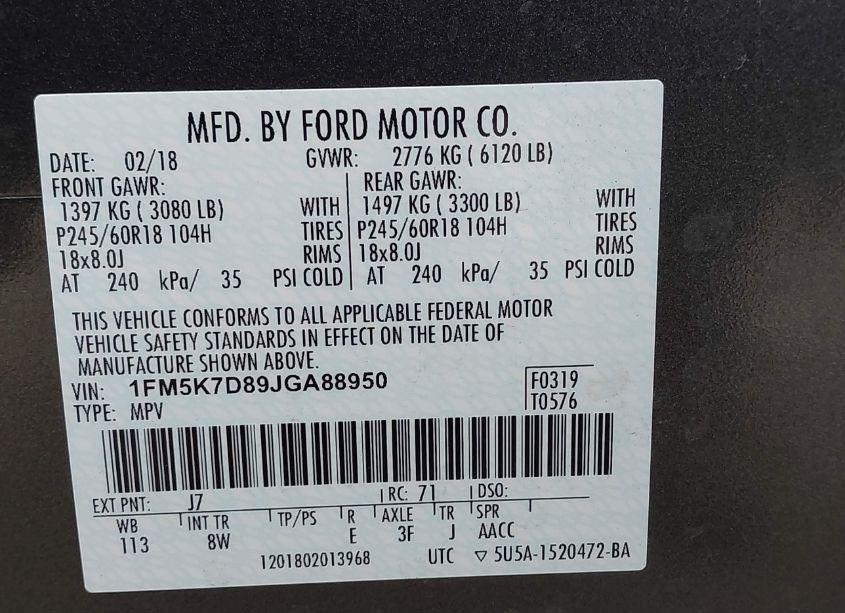 MFD. BY FORD MOTOR CO.
DATE: 02/18 GVWR: 2776 KG ( 6120 LB)
FRONT GAWR: REAR GAWR:
1397 KG ( 3080 LB) WITH 1497 KG ( 3300 LB) WITH
P245/60R18 104H TIRES P245/60R18 104H TIRES
18x8.0J RIMS 18x8.0J RIMS
AT 240 kPa/ 35 PSI COLD AT 240 kPa/ 35 PSI COLD
THIS VEHICLE CONFORMS TO ALL APPLICABLE FEDERAL MOTOR
VEHICLE SAFETY STANDARDS IN EFFECT ON THE DATE OF
MANUFACTURE SHOWN ABOVE.
VIN: 1FM5K7D89JGA88950 F0319
TYPE: MPV T0576
EXT PNT: J7 RC: 71 DSO:
WB INT TR TP/PS R AXLE TR SPR
113 8W E 3F J AACC
1201802013968 UTC ▽ 5U5A-1520472-BA